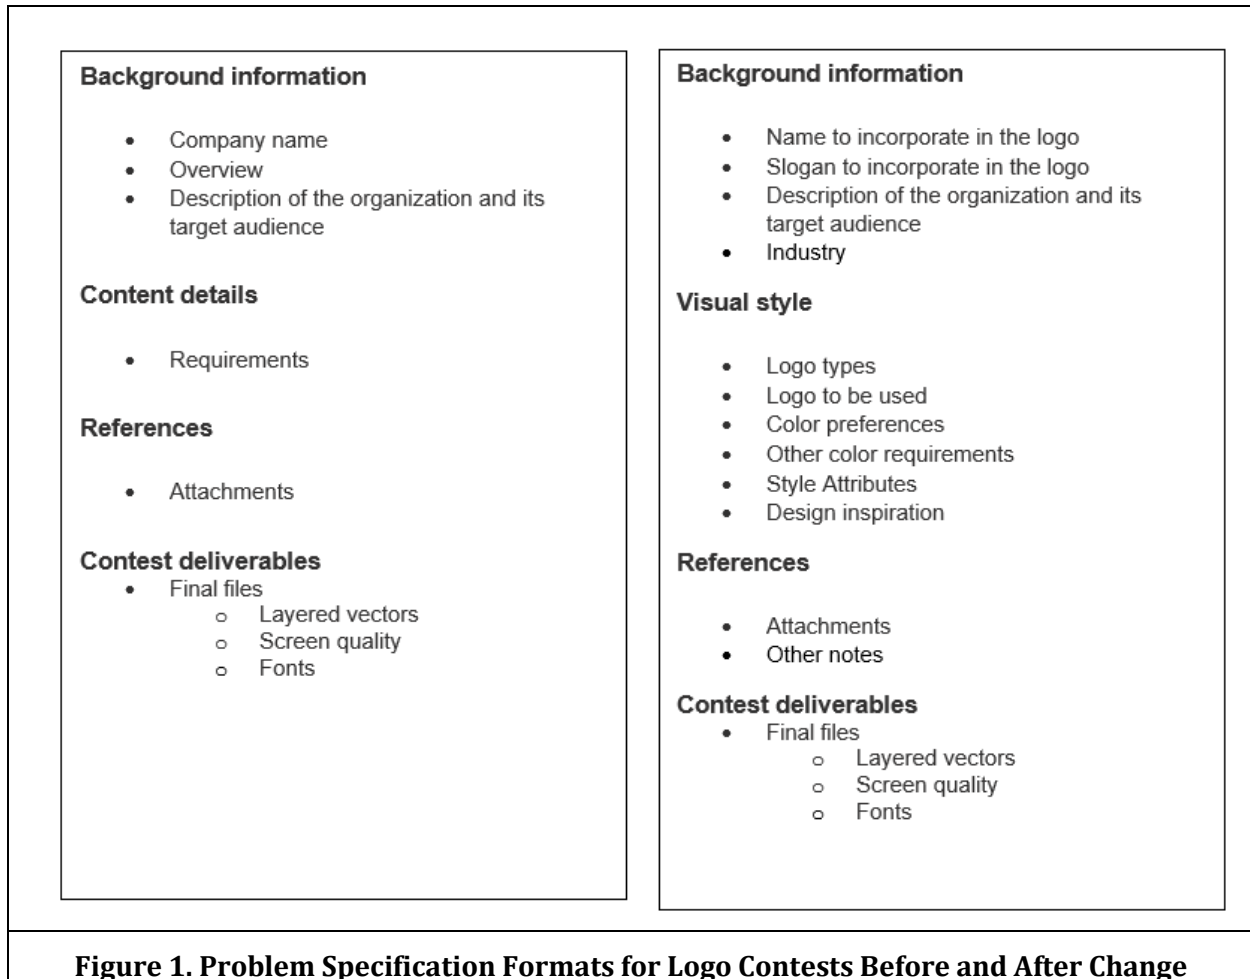 Background information
• Company name
• Overview
• Description of the organization and its
target audience
Content details
• Requirements
References
• Attachments
Contest deliverables
• Final files
o Layered vectors
o Screen quality
o Fonts
Background information
• Name to incorporate in the logo
• Slogan to incorporate in the logo
• Description of the organization and its
target audience
• Industry
Visual style
• Logo types
• Logo to be used
• Color preferences
• Other color requirements
• Style Attributes
• Design inspiration
References
• Attachments
• Other notes
Contest deliverables
• Final files
o Layered vectors
o Screen quality
o Fonts
Figure 1. Problem Specification Formats for Logo Contests Before and After Change